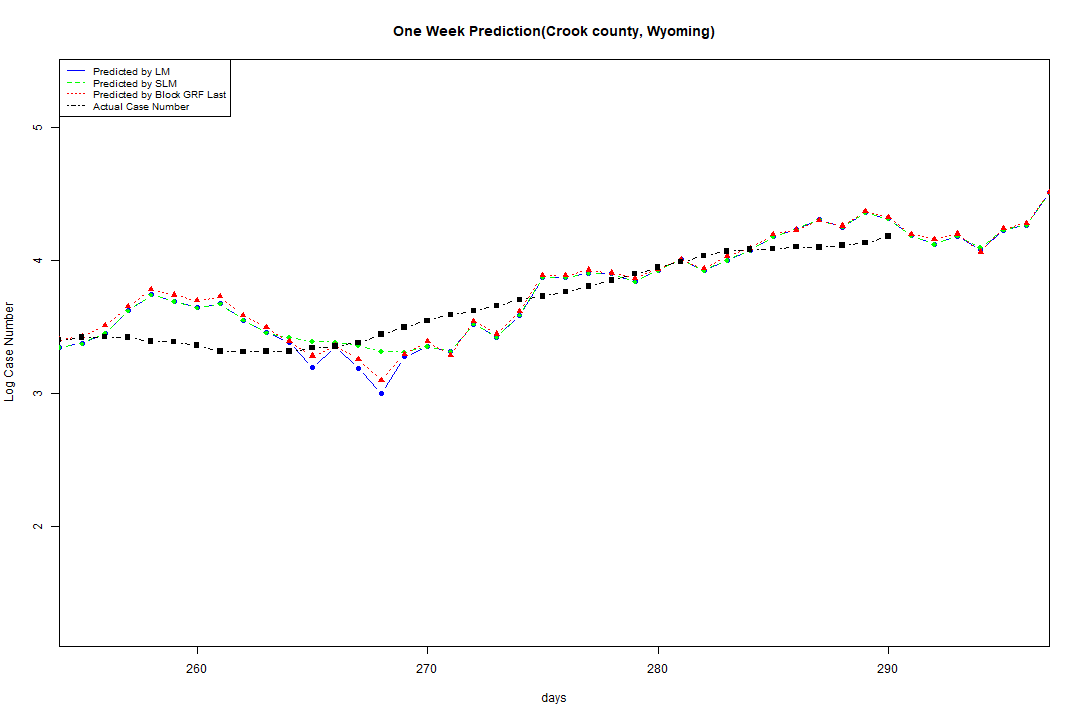 One Week Prediction(Crook county, Wyoming)
Predicted by LM
Predicted by SLM
Predicted by Block GRF Last
Actual Case Number
5
4
3
2
Log Case Number
260 270 280 290
days